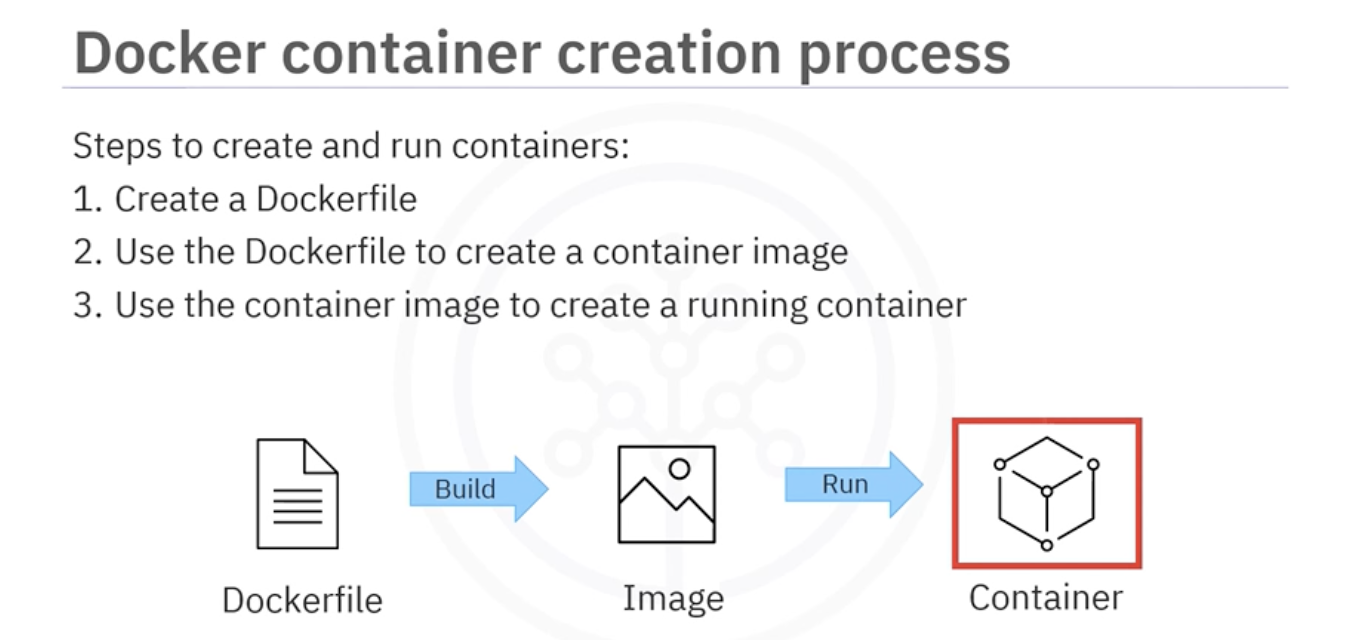 Docker container creation process
Steps to create and run containers:
1. Create a Dockerfile
2. Use the Dockerfile to create a container image
3. Use the container image to create a running container
Build
Run
Dockerfile
Image
Container